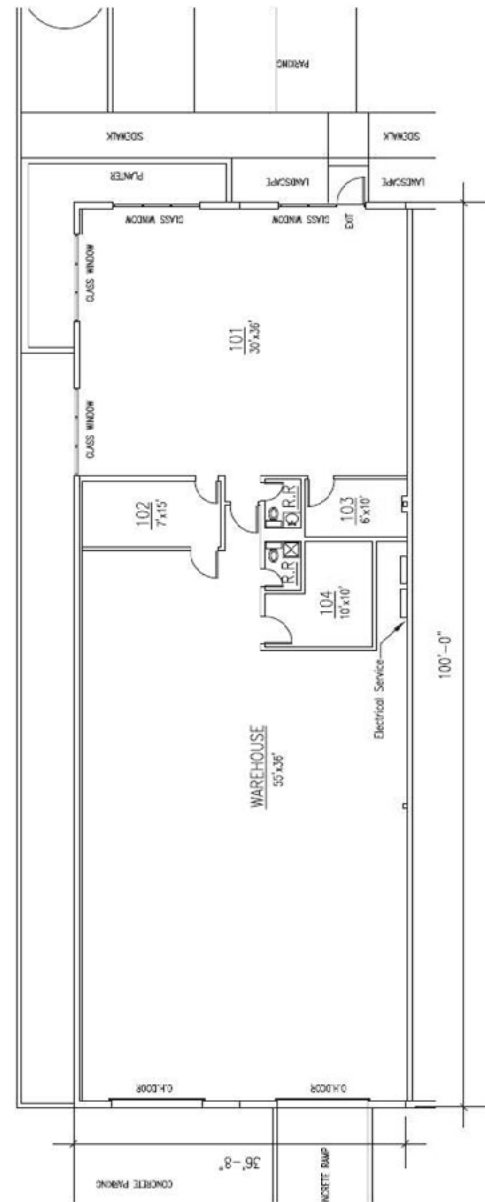 PARKING
SIDEWALK
SIDEWALK
PLANTER
LANDSCAPE
LANDSCAPE
GLASS WINDOW
GLASS WINDOW
EXIT
GLASS WINDOW
101
30'x36'
GLASS WINDOW
102
7'x15'
R.R
103
6'x10'
R.R
104
10'x10'
Electrical Service
100'-0"
WAREHOUSE
55'x36'
O.H.DOOR
O.H.DOOR
36'-8"
CONCRETE PARKING
NCRETE RAMP